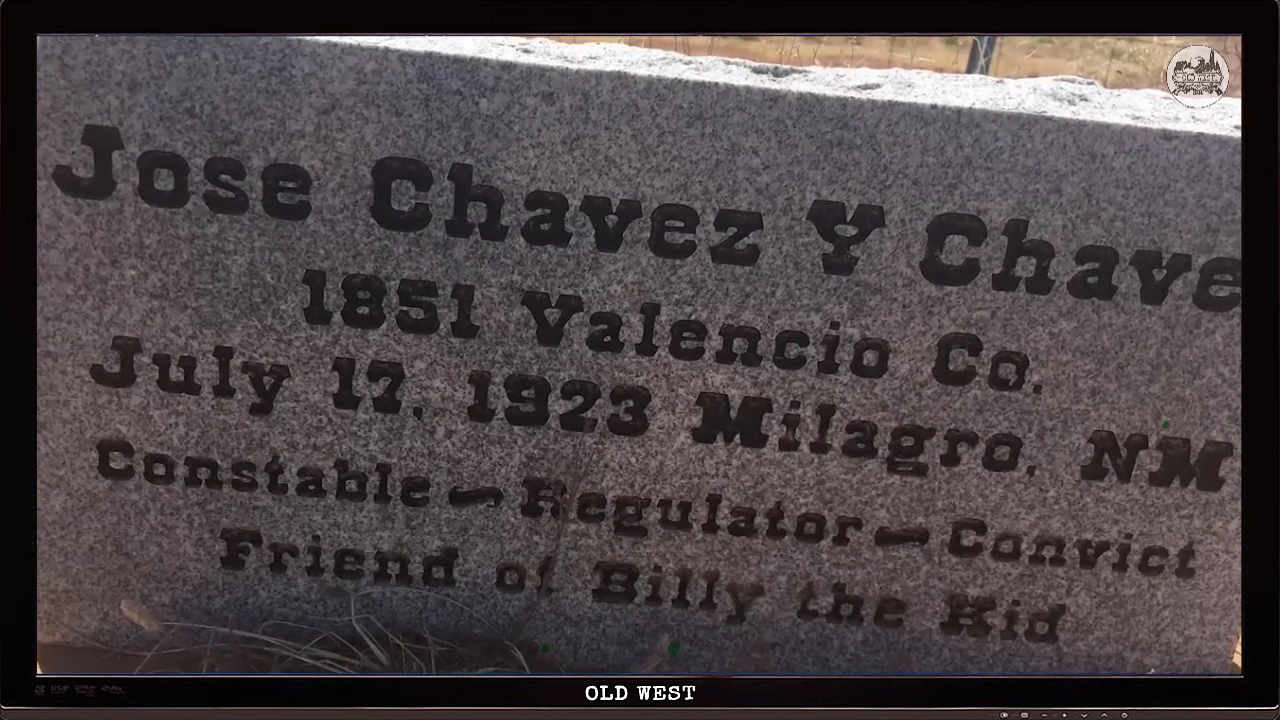 Jose Chavez Y Chave
1851 Valencio Co.
July 17, 1923 Milagro, NM
Constable ~ Regulator ~ Convict
Friend of Billy the Kid
OLD WEST